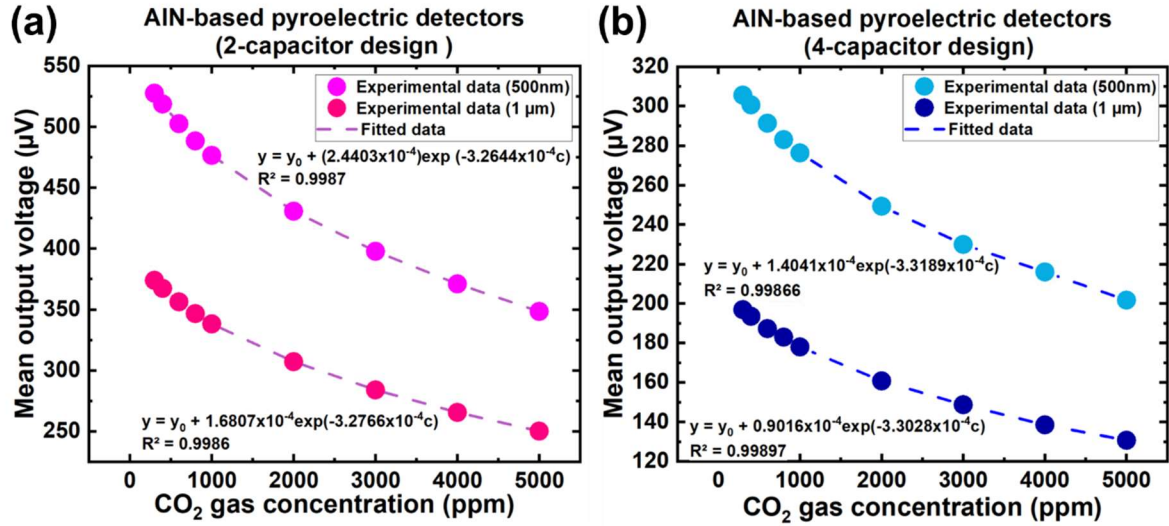 (a)
AlN-based pyroelectric detectors
(2-capacitor design )
550
500
450
400
350
300
250
Mean output voltage (µV)
Experimental data (500nm)
Experimental data (1 µm)
Fitted data
y = y₀ + (2.4403x10⁻⁴)exp (-3.2644x10⁻⁴c)
R² = 0.9987
y = y₀ + 1.6807x10⁻⁴exp(-3.2766x10⁻⁴c)
R² = 0.9986
0 1000 2000 3000 4000 5000
CO₂ gas concentration (ppm)
(b)
AlN-based pyroelectric detectors
(4-capacitor design)
320
300
280
260
240
220
200
180
160
140
120
Mean output voltage (µV)
Experimental data (500nm)
Experimental data (1 µm)
Fitted data
y = y₀ + 1.4041x10⁻⁴exp(-3.3189x10⁻⁴c)
R² = 0.99866
y = y₀ + 0.9016x10⁻⁴exp(-3.3028x10⁻⁴c)
R² = 0.99897
0 1000 2000 3000 4000 5000
CO₂ gas concentration (ppm)